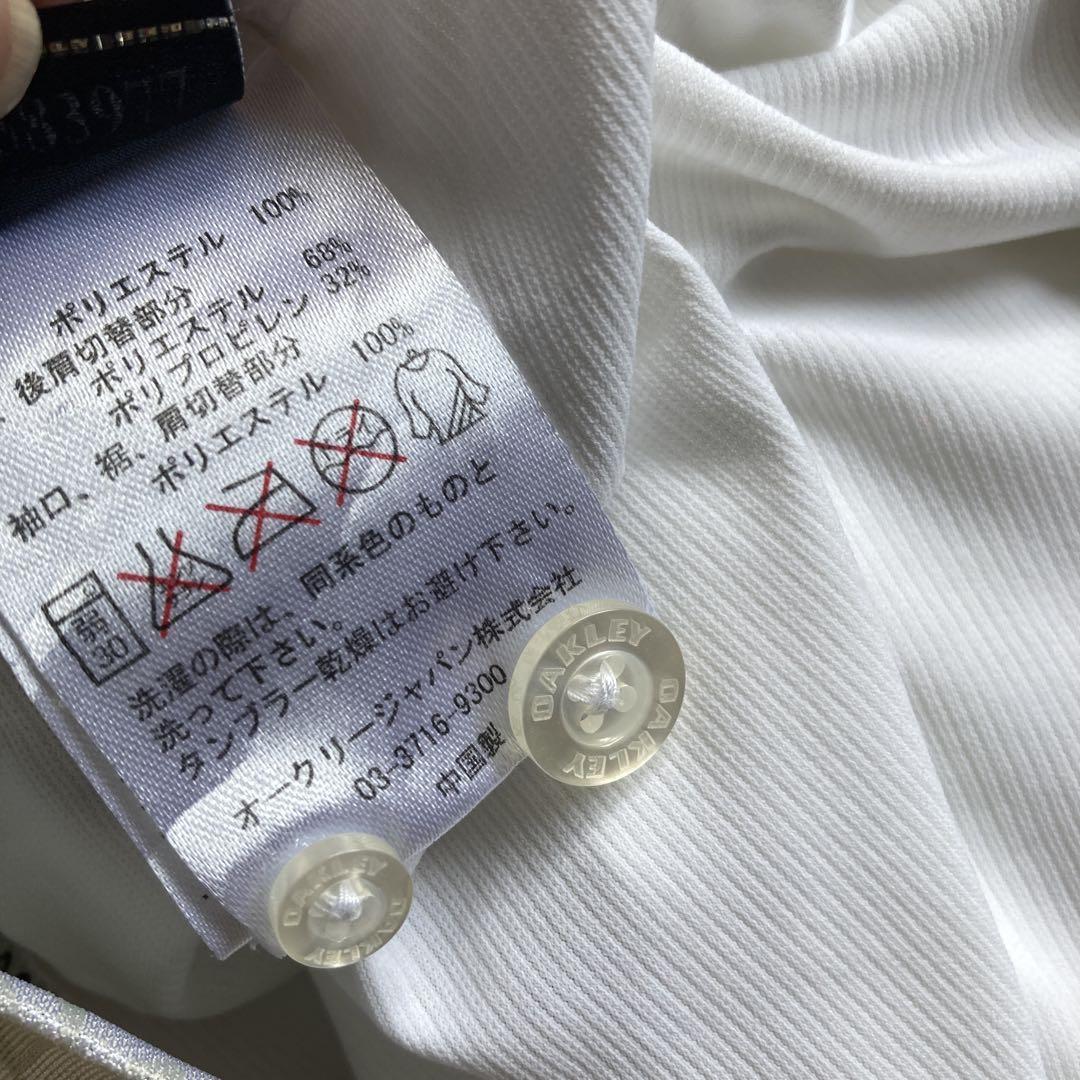 ポリエステル 100%
後肩切替部分
ポリエステル 68%
ポリプロピレン 32%
袖口、裾、肩切替部分
ポリエステル 100%
弱
30
洗濯の際は、同系色のものと
洗って下さい。
タンブラー乾燥はお避け下さい。
オークリージャパン株式会社
03-3716-9300
中国製
OAKLEY
OAKLEY
OAKLEY
OAKLEY